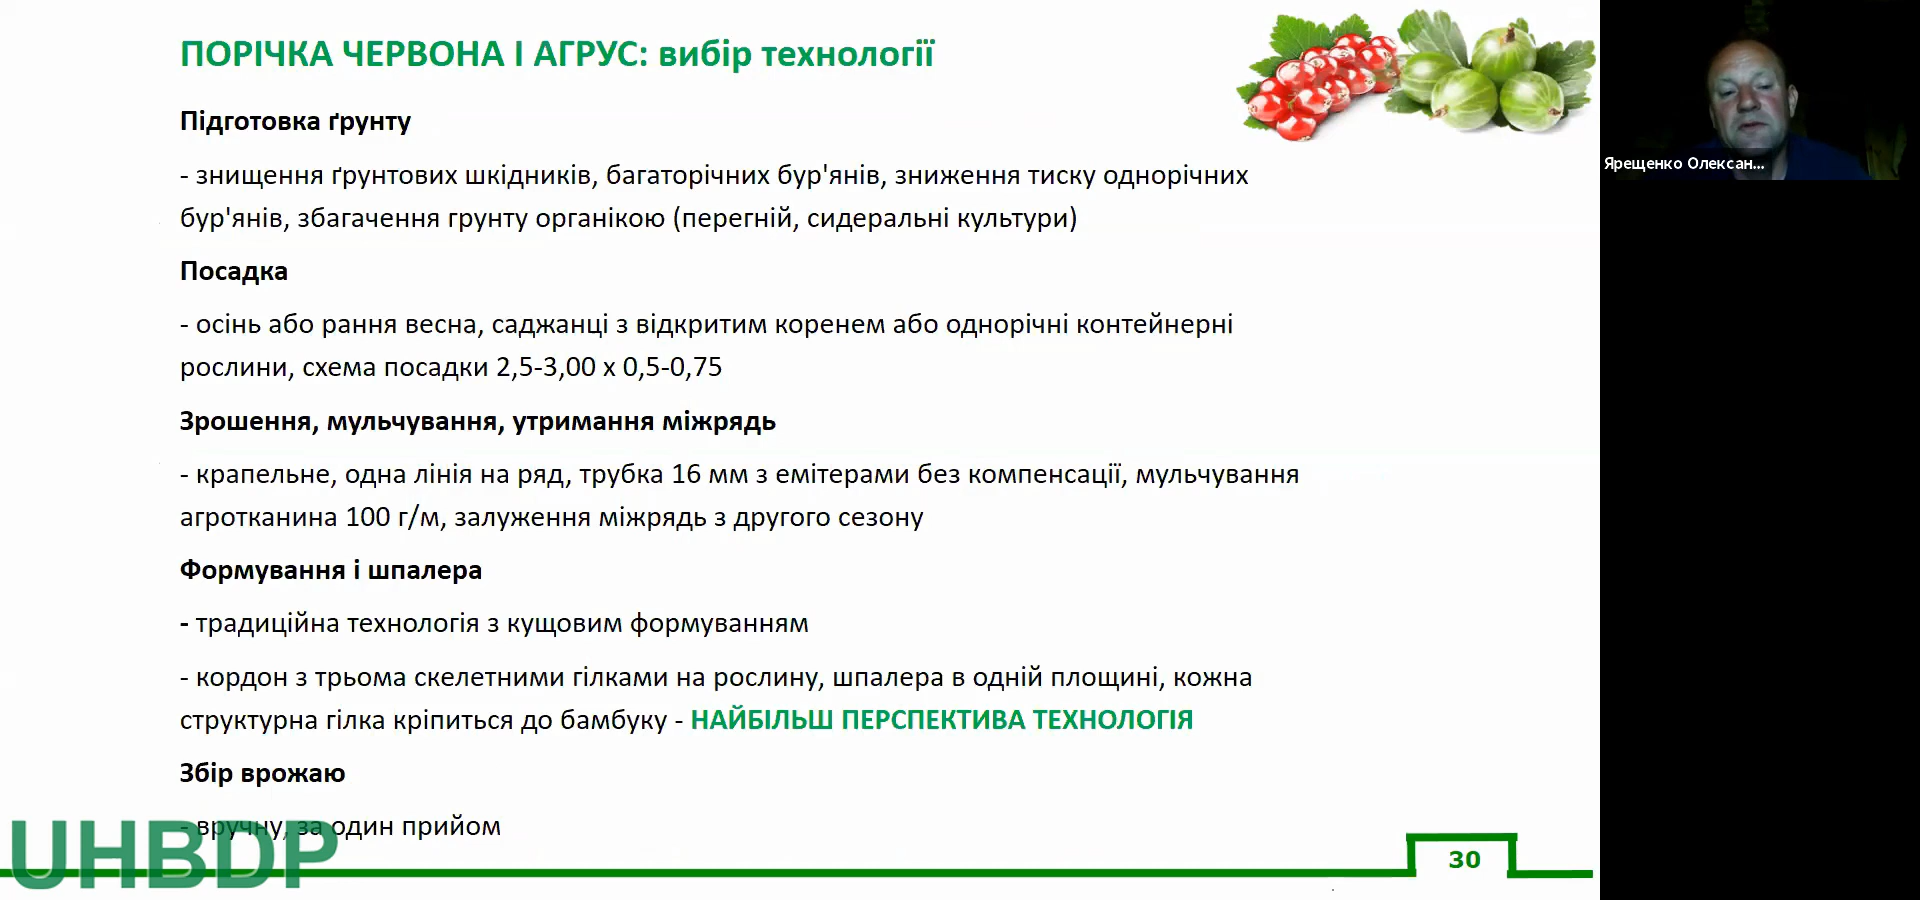 ПОРІЧКА ЧЕРВОНА І АГРУС: вибір технології
Підготовка ґрунту
- знищення ґрунтових шкідників, багаторічних бур'янів, зниження тиску однорічних
бур'янів, збагачення грунту органікою (перегній, сидеральні культури)
Посадка
- осінь або рання весна, саджанці з відкритим коренем або однорічні контейнерні
рослини, схема посадки 2,5-3,00 х 0,5-0,75
Зрошення, мульчування, утримання міжрядь
- крапельне, одна лінія на ряд, трубка 16 мм з емітерами без компенсації, мульчування
агротканина 100 г/м, залуження міжрядь з другого сезону
Формування і шпалера
- традиційна технологія з кущовим формуванням
- кордон з трьома скелетними гілками на рослину, шпалера в одній площині, кожна
структурна гілка кріпиться до бамбуку - НАЙБІЛЬШ ПЕРСПЕКТИВА ТЕХНОЛОГІЯ
Збір врожаю
- вручну, за один прийом
UHBDP
30
Ярещенко Олексан...